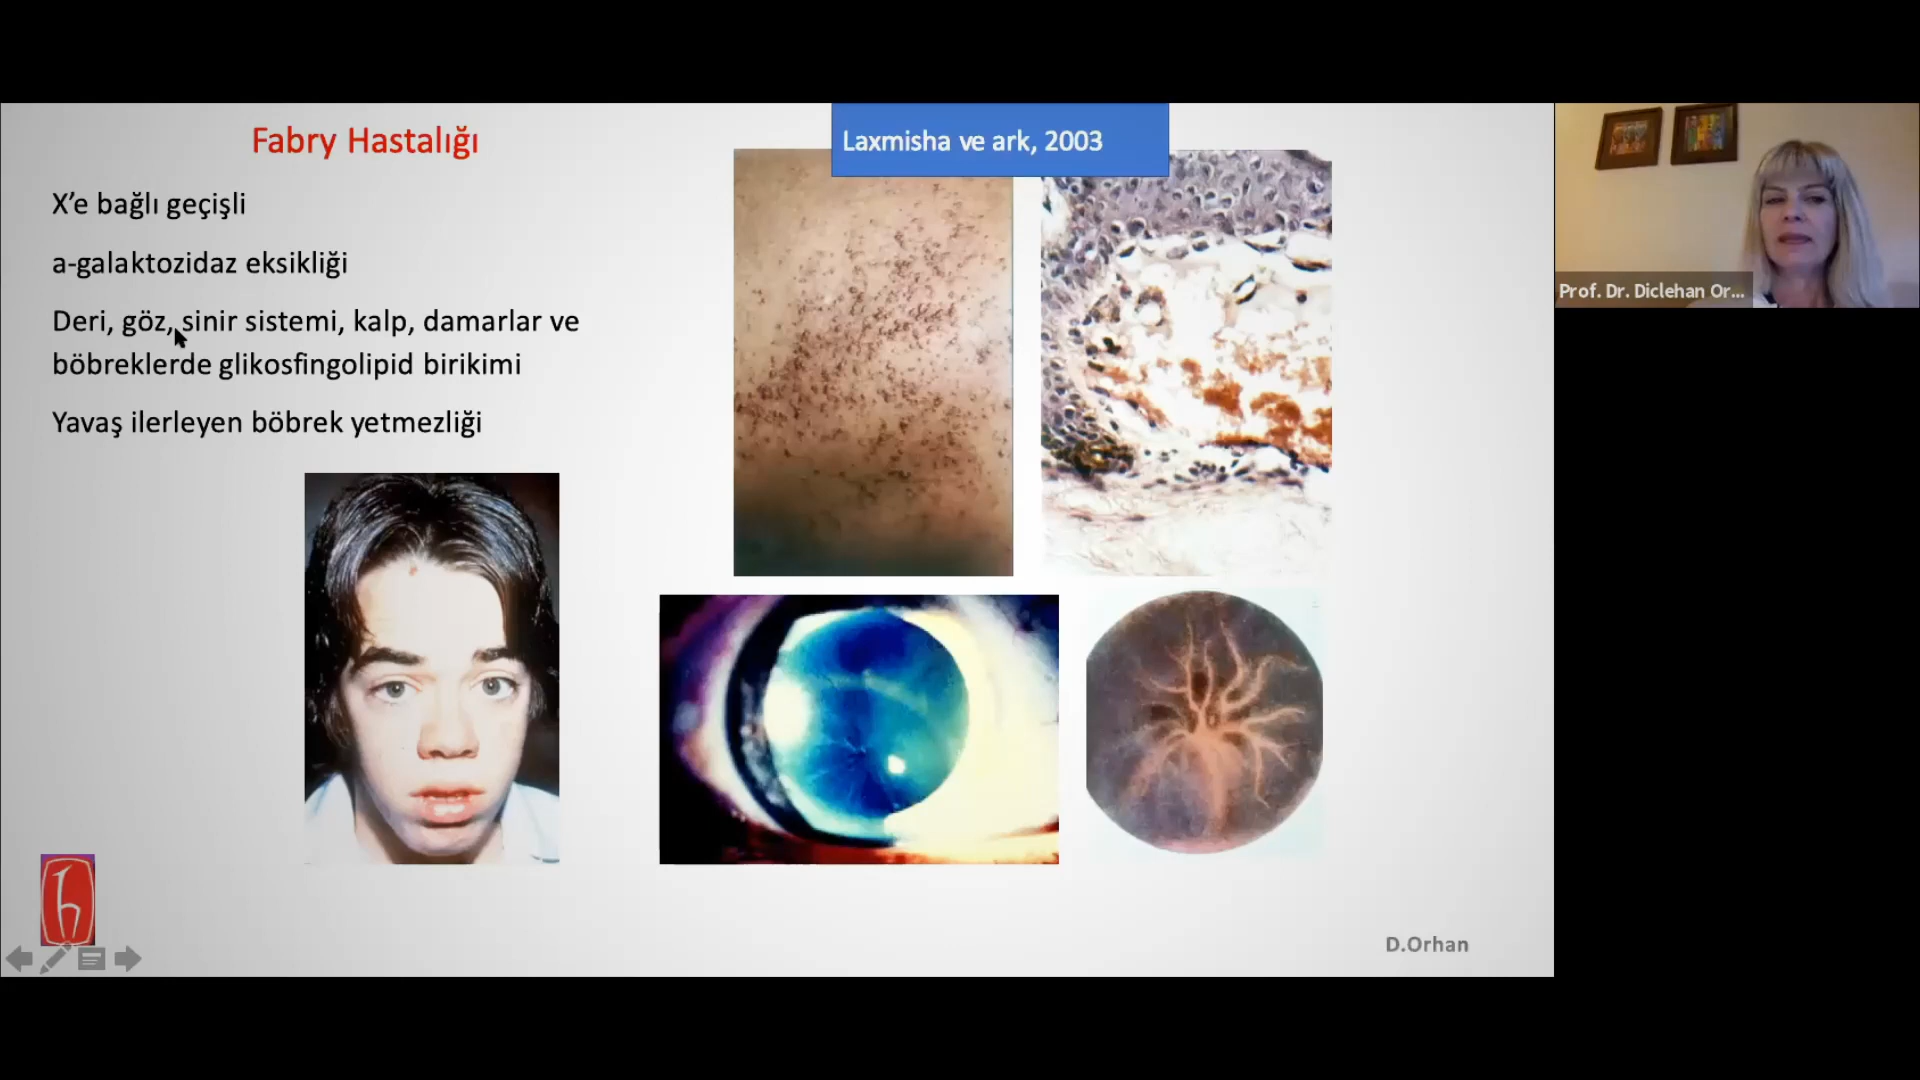 Fabry Hastalığı
X’e bağlı geçişli
a-galaktozidaz eksikliği
Deri, göz, sinir sistemi, kalp, damarlar ve
böbreklerde glikosfingolipid birikimi
Yavaş ilerleyen böbrek yetmezliği
Laxmisha ve ark, 2003
D.Orhan
Prof. Dr. Diclehan Or...